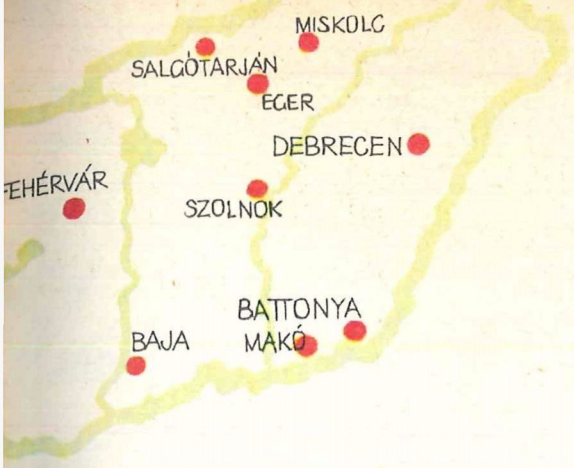 MISKOLC
SALGÓTARJÁN
EGER
DEBRECEN
FEHÉRVÁR
SZOLNOK
BATTONYA
BAJA
MAKÓ